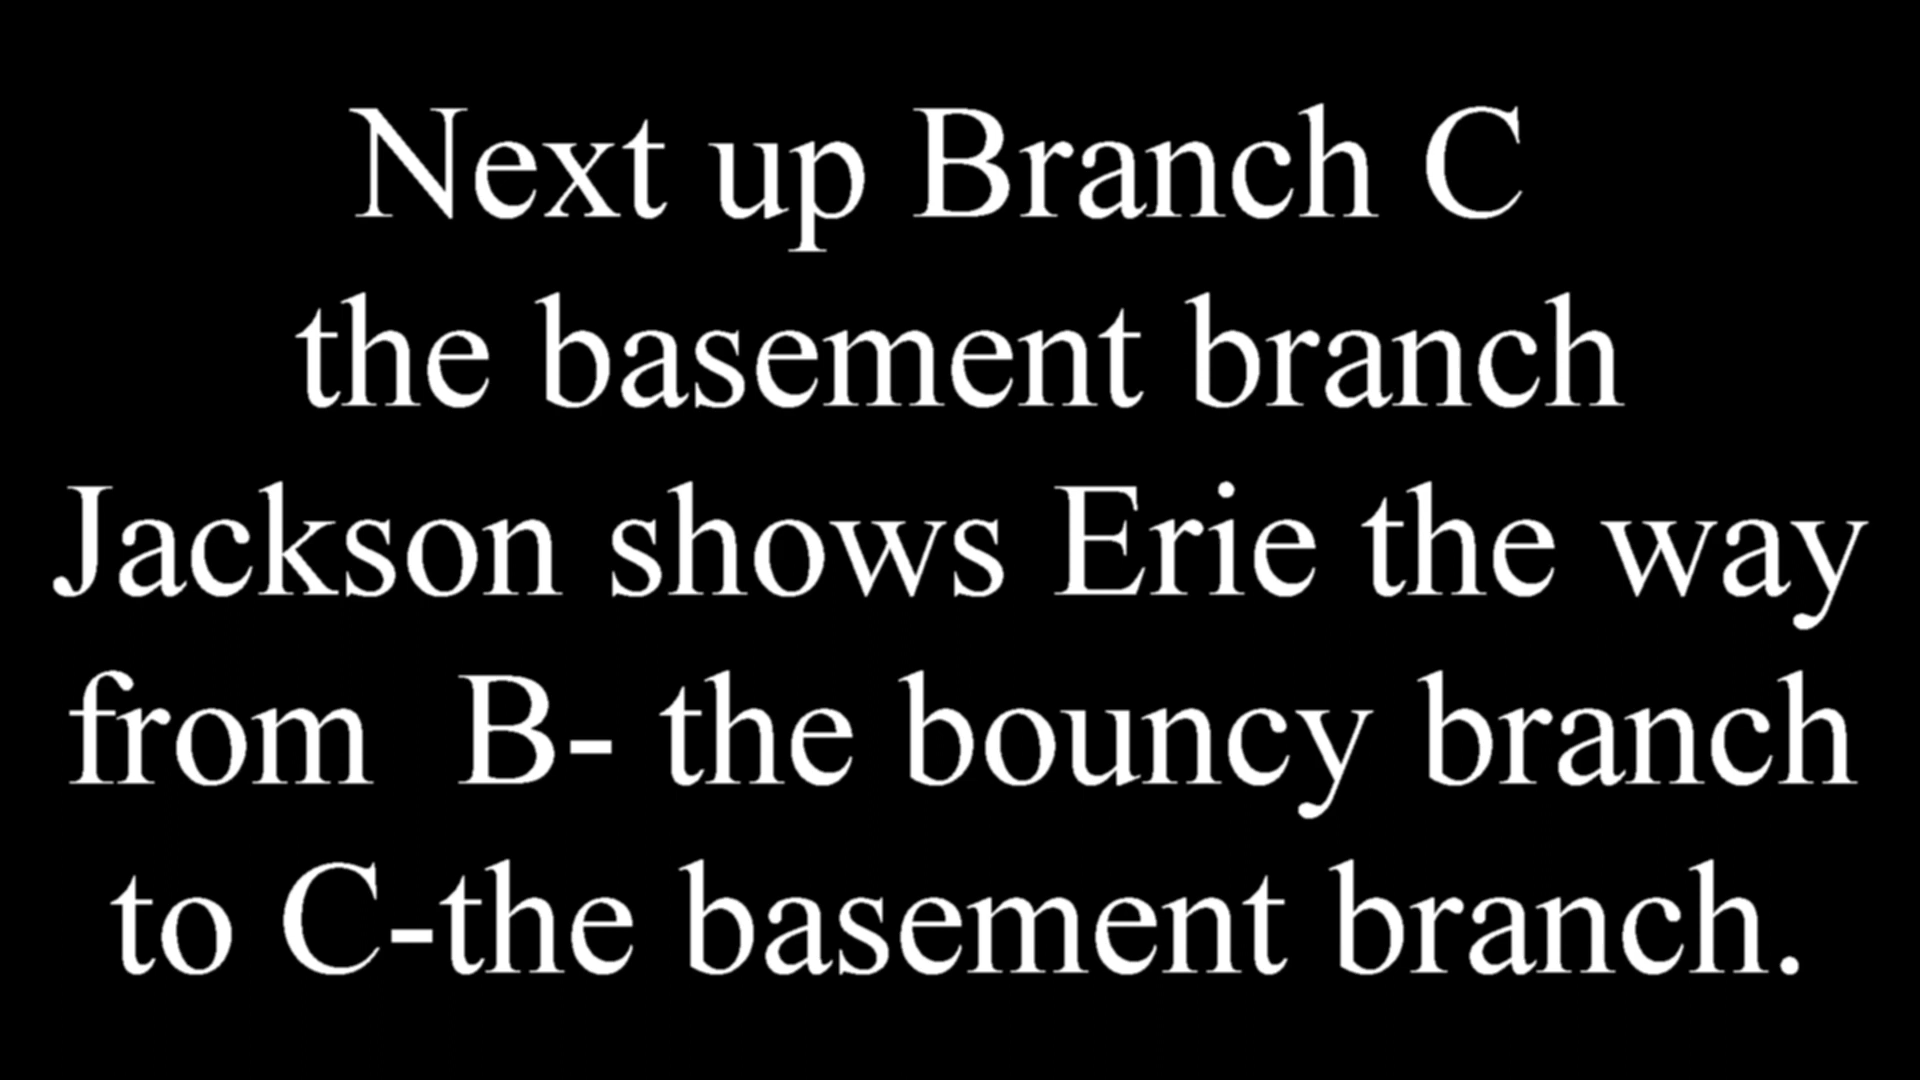 Next up Branch C
the basement branch
Jackson shows Erie the way
from  B- the bouncy branch
to C-the basement branch.